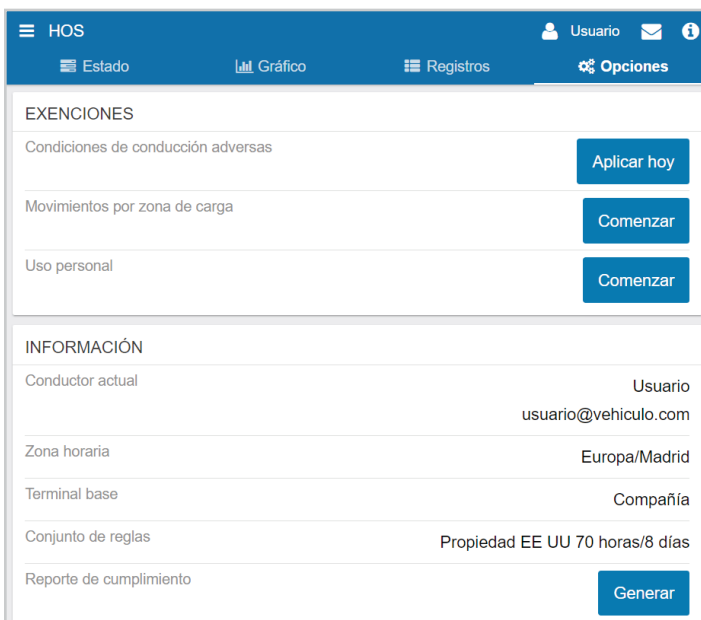 HOS Usuario
Estado Gráfico Registros Opciones
EXENCIONES
Condiciones de conducción adversas
Aplicar hoy
Movimientos por zona de carga
Comenzar
Uso personal
Comenzar
INFORMACIÓN
Conductor actual
Usuario
usuario@vehiculo.com
Zona horaria
Europa/Madrid
Terminal base
Compañía
Conjunto de reglas
Propiedad EE UU 70 horas/8 días
Reporte de cumplimiento
Generar